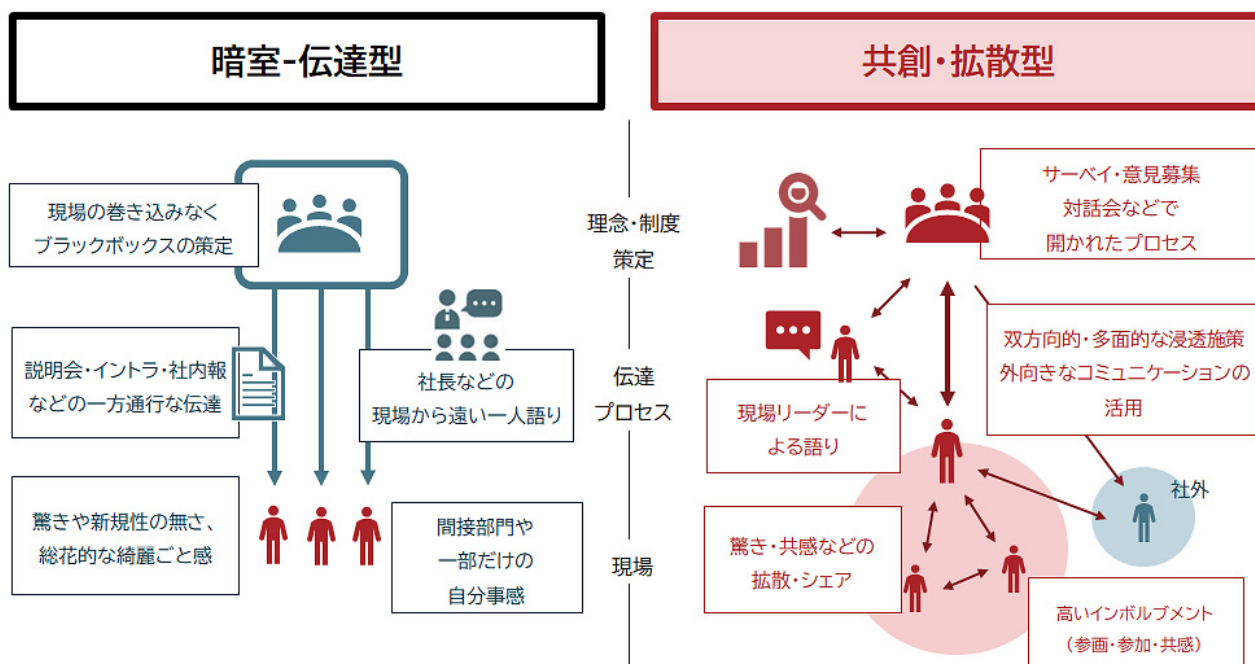 暗室-伝達型
共創・拡散型
現場の巻き込みなく
ブラックボックスの策定
理念・制度
策定
サーベイ・意見募集
対話会などで
開かれたプロセス
説明会・イントラ・社内報
などの一方通行な伝達
社長などの
現場から遠い一人語り
伝達
プロセス
現場リーダーに
よる語り
双方向的・多面的な浸透施策
外向きなコミュニケーションの
活用
驚きや新規性の無さ、
総花的な綺麗ごと感
間接部門や
一部だけの
自分事感
現場
驚き・共感などの
拡散・シェア
社外
高いインボルブメント
（参画・参加・共感）